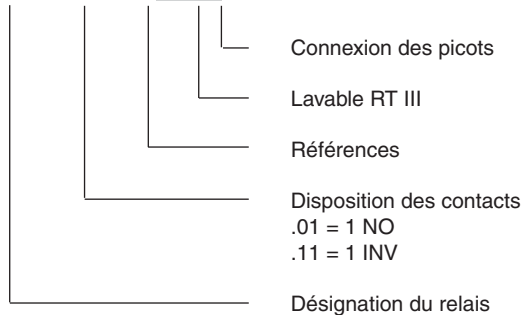 Connexion des picots
Lavable RT III
Références
Disposition des contacts
.01 = 1 NO
.11 = 1 INV
Désignation du relais